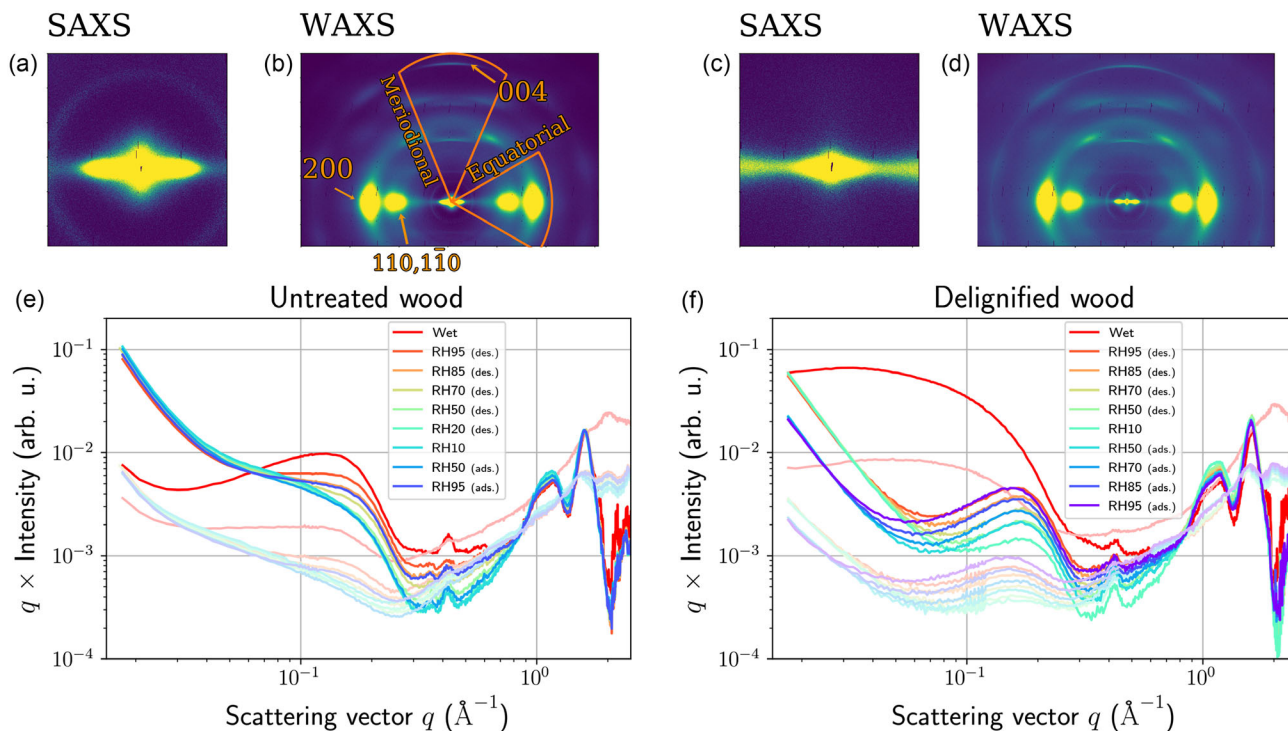 SAXS
WAXS
SAXS
WAXS
(a)
(b)
(c)
(d)
Meriodional
004
Equatorial
200
110,11̄0
(e)
Untreated wood
q × Intensity (arb. u.)
10⁻¹
10⁻²
10⁻³
10⁻⁴
Wet
RH95 (des.)
RH85 (des.)
RH70 (des.)
RH50 (des.)
RH20 (des.)
RH10
RH50 (ads.)
RH95 (ads.)
10⁻¹
10⁰
Scattering vector q (Å⁻¹)
(f)
Delignified wood
q × Intensity (arb. u.)
10⁻¹
10⁻²
10⁻³
10⁻⁴
Wet
RH95 (des.)
RH85 (des.)
RH70 (des.)
RH50 (des.)
RH10
RH50 (ads.)
RH70 (ads.)
RH85 (ads.)
RH95 (ads.)
10⁻¹
10⁰
Scattering vector q (Å⁻¹)